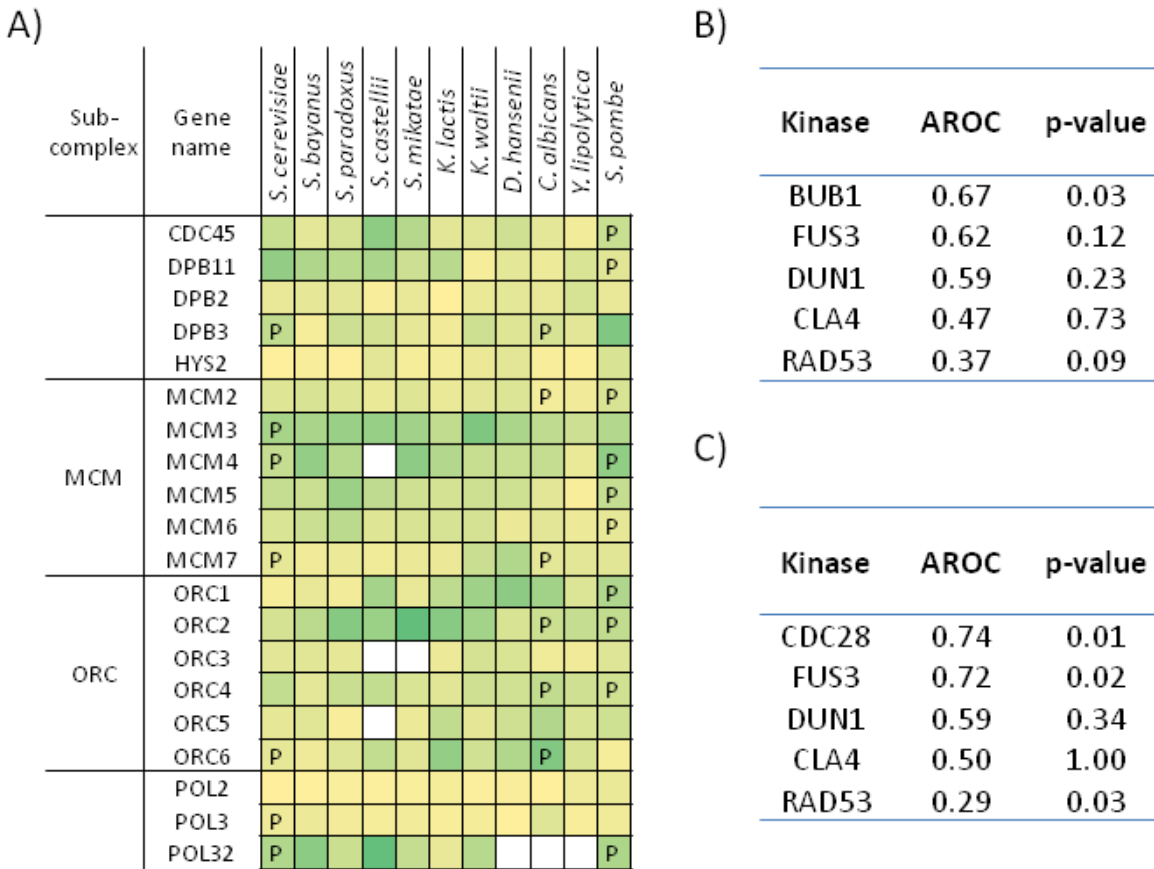 A)
Sub-complex Gene name S. cerevisiae S. bayanus S. paradoxus S. castellii S. mikatae K. lactis K. waltii D. hansenii C. albicans Y. lipolytica S. pombe
CDC45 P
DPB11 P
DPB2
DPB3 P P
HYS2
MCM
MCM2 P P
MCM3 P
MCM4 P P
MCM5 P
MCM6 P
MCM7 P P
ORC
ORC1 P
ORC2 P P
ORC3
ORC4 P P
ORC5
ORC6 P P
POL2
POL3 P
POL32 P P
B)
Kinase AROC p-value
BUB1 0.67 0.03
FUS3 0.62 0.12
DUN1 0.59 0.23
CLA4 0.47 0.73
RAD53 0.37 0.09
C)
Kinase AROC p-value
CDC28 0.74 0.01
FUS3 0.72 0.02
DUN1 0.59 0.34
CLA4 0.50 1.00
RAD53 0.29 0.03